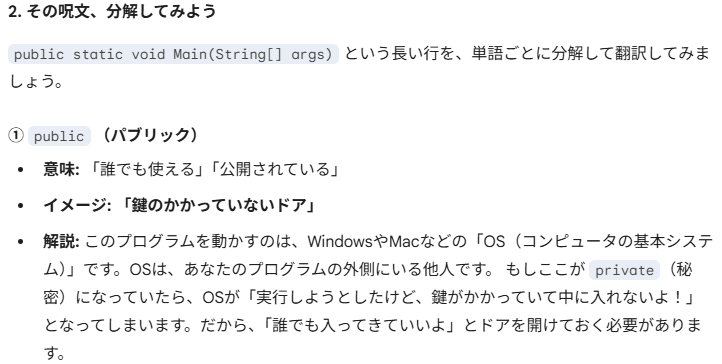 2. その呪文、分解してみよう
public static void Main(String[] args) という長い行を、単語ごとに分解して翻訳してみま
しょう。
① public （パブリック）
• 意味: 「誰でも使える」「公開されている」
• イメージ: 「鍵のかかっていないドア」
• 解説: このプログラムを動かすのは、WindowsやMacなどの「OS（コンピュータの基本システ
ム）」です。OSは、あなたのプログラムの外側にいる他人です。 もしここが private （秘
密）になっていたら、OSが「実行しようとしたけど、鍵がかかっていて中に入れないよ！」
となってしまいます。だから、「誰でも入ってきていいよ」とドアを開けておく必要がありま
す。